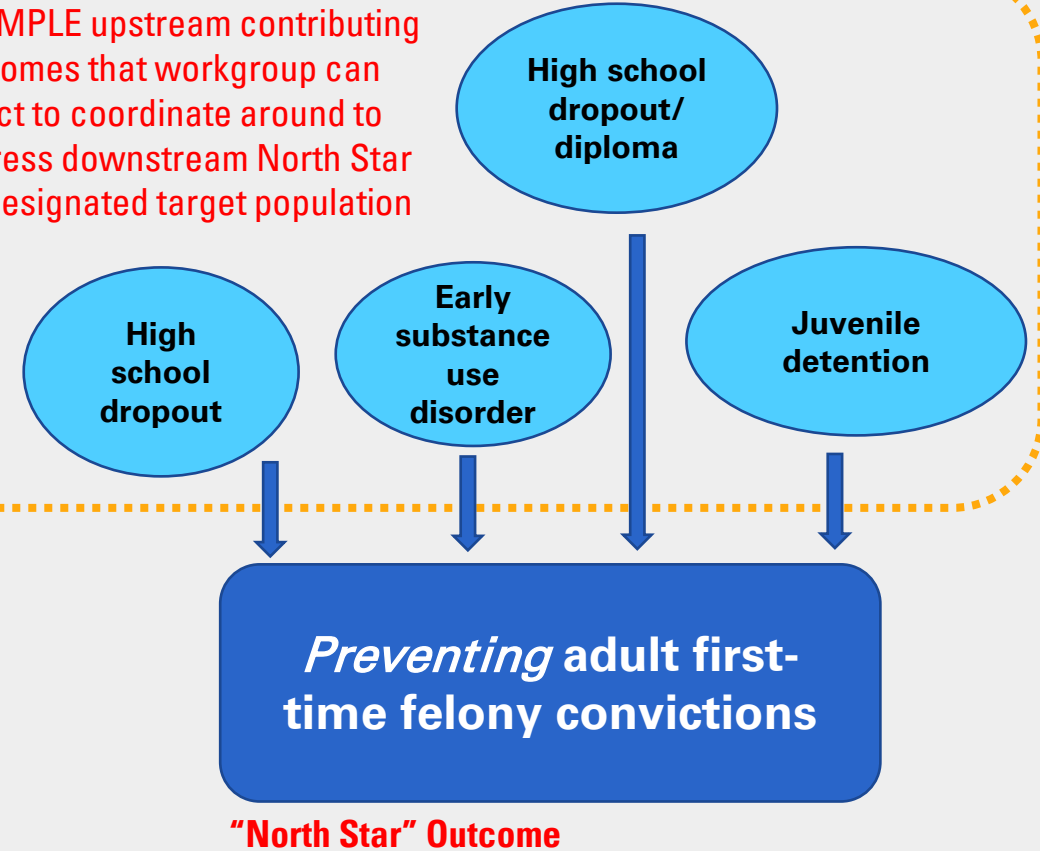 MPLE upstream contributing
omes that workgroup can
ct to coordinate around to
ress downstream North Star
esignated target population
High school
dropout/
diploma
High
school
dropout
Early
substance
use
disorder
Juvenile
detention
Preventing adult first-
time felony convictions
“North Star” Outcome